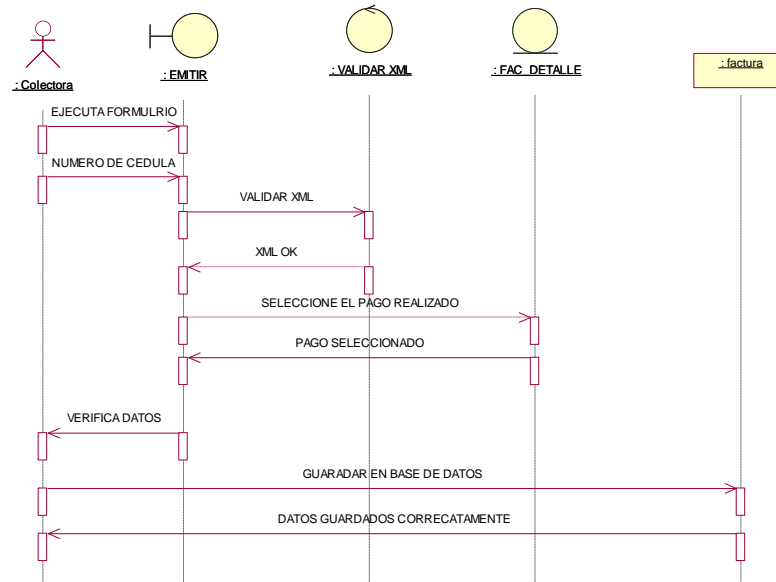 : Colectora
: EMITIR
: VALIDAR XML
: FAC_DETALLE
: factura
EJECUTA FORMULRIO
NUMERO DE CEDULA
VALIDAR XML
XML OK
SELECCIONE EL PAGO REALIZADO
PAGO SELECCIONADO
VERIFICA DATOS
GUARADAR EN BASE DE DATOS
DATOS GUARDADOS CORRECATAMENTE